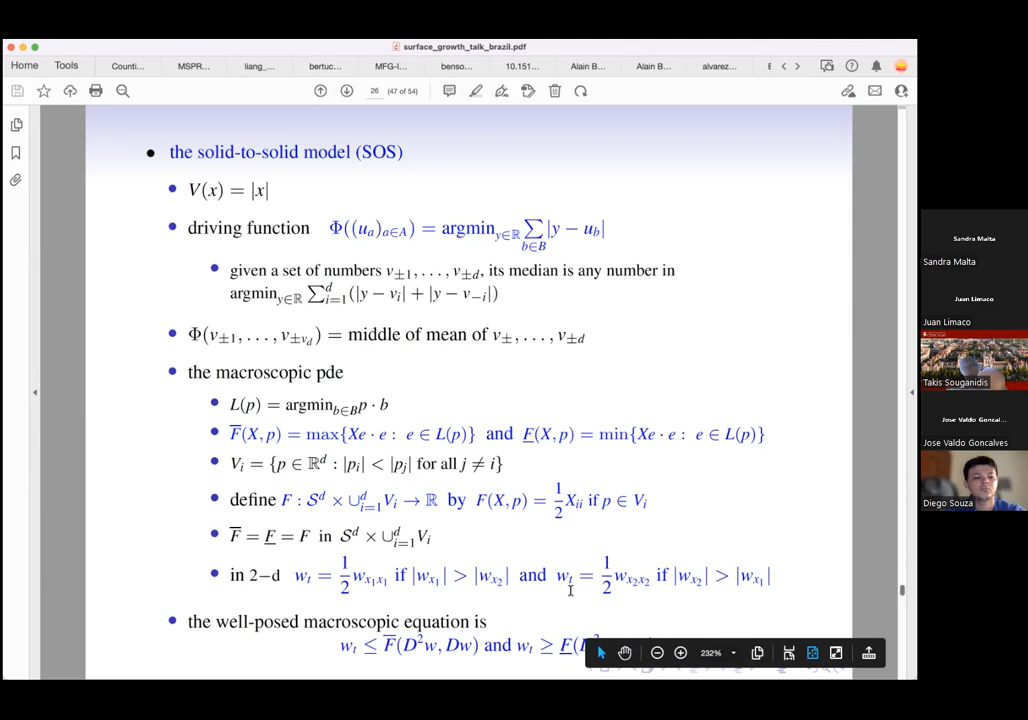 surface_growth_talk_brazil.pdf
Home Tools Counti... MSPR... liang_... bertuc... MFG-I... benso... 10.151... Alain B... Alain B... alvarez...
26 (47 of 54)
• the solid-to-solid model (SOS)
• V(x) = |x|
• driving function Φ((u_a)_{a∈A}) = argmin_{y∈ℝ} ∑_{b∈B} |y − u_b|
• given a set of numbers v_{±1}, . . . , v_{±d}, its median is any number in
argmin_{y∈ℝ} ∑_{i=1}^{d} (|y − v_i| + |y − v_{−i}|)
• Φ(v_{±1}, . . . , v_{±v_d}) = middle of mean of v_±, . . . , v_{±d}
• the macroscopic pde
• L(p) = argmin_{b∈B} p · b
• F̅(X, p) = max{Xe · e : e ∈ L(p)} and F̲(X, p) = min{Xe · e : e ∈ L(p)}
• V_i = {p ∈ ℝ^d : |p_i| < |p_j| for all j ≠ i}
• define F : 𝒮^d × ∪_{i=1}^{d} V_i → ℝ by F(X, p) = 1/2 X_{ii} if p ∈ V_i
• F̅ = F̲ = F in 𝒮^d × ∪_{i=1}^{d} V_i
• in 2−d w_t = 1/2 w_{x_1x_1} if |w_{x_1}| > |w_{x_2}| and w_t = 1/2 w_{x_2x_2} if |w_{x_2}| > |w_{x_1}|
• the well-posed macroscopic equation is
w_t ≤ F̅(D²w, Dw) and w_t ≥ F̲(D²
232%
Sandra Malta
Sandra Malta
Juan Limaco
Juan Limaco
Takis Souganidis
Jose Valdo Goncal...
Jose Valdo Goncalves
Diego Souza